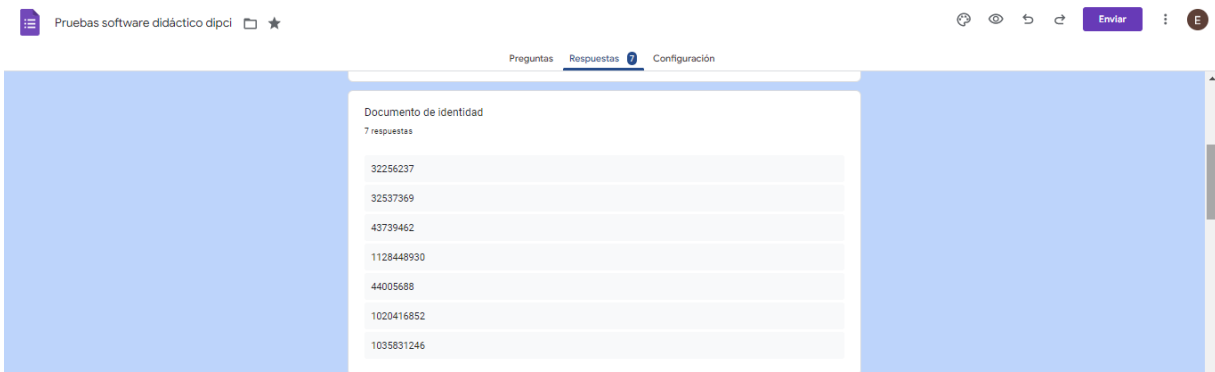 Pruebas software didáctico dipci
Enviar
E
Preguntas Respuestas 7 Configuración
Documento de identidad
7 respuestas
32256237
32537369
43739462
1128448930
44005688
1020416852
1035831246